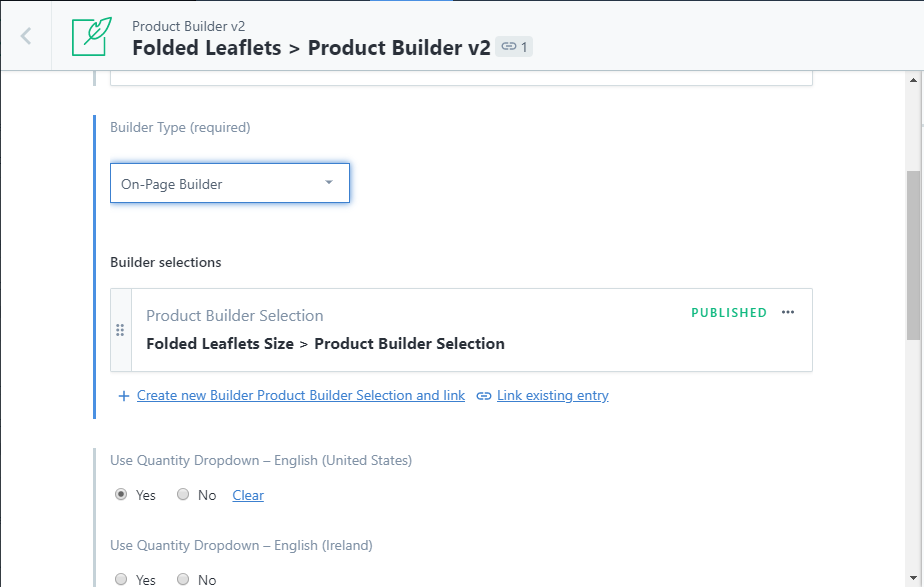 Product Builder v2
Folded Leaflets > Product Builder v2 1
Builder Type (required)
On-Page Builder
Builder selections
Product Builder Selection PUBLISHED
Folded Leaflets Size > Product Builder Selection
Create new Builder Product Builder Selection and link Link existing entry
Use Quantity Dropdown – English (United States)
Yes No Clear
Use Quantity Dropdown – English (Ireland)
Yes No